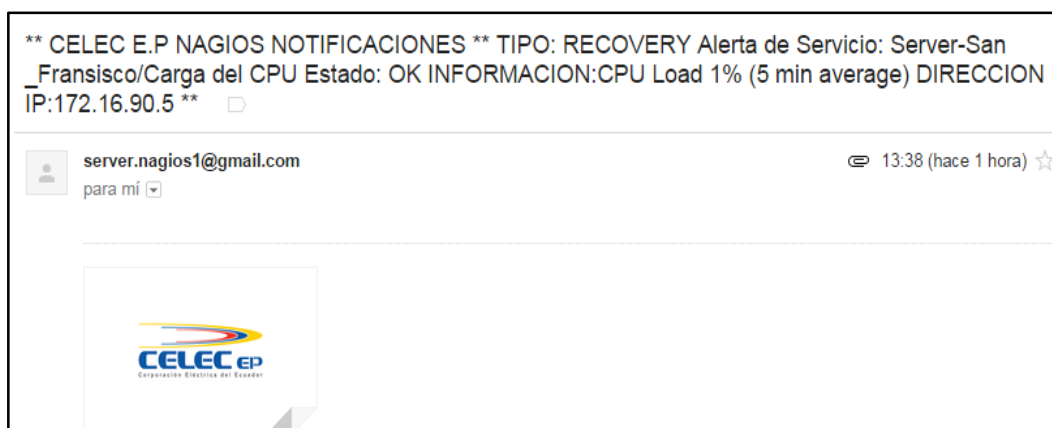 ** CELEC E.P NAGIOS NOTIFICACIONES ** TIPO: RECOVERY Alerta de Servicio: Server-San
_Fransisco/Carga del CPU Estado: OK INFORMACION:CPU Load 1% (5 min average) DIRECCION
IP:172.16.90.5 **
server.nagios1@gmail.com
13:38 (hace 1 hora)
para mí
CELEC EP
Corporación Eléctrica del Ecuador